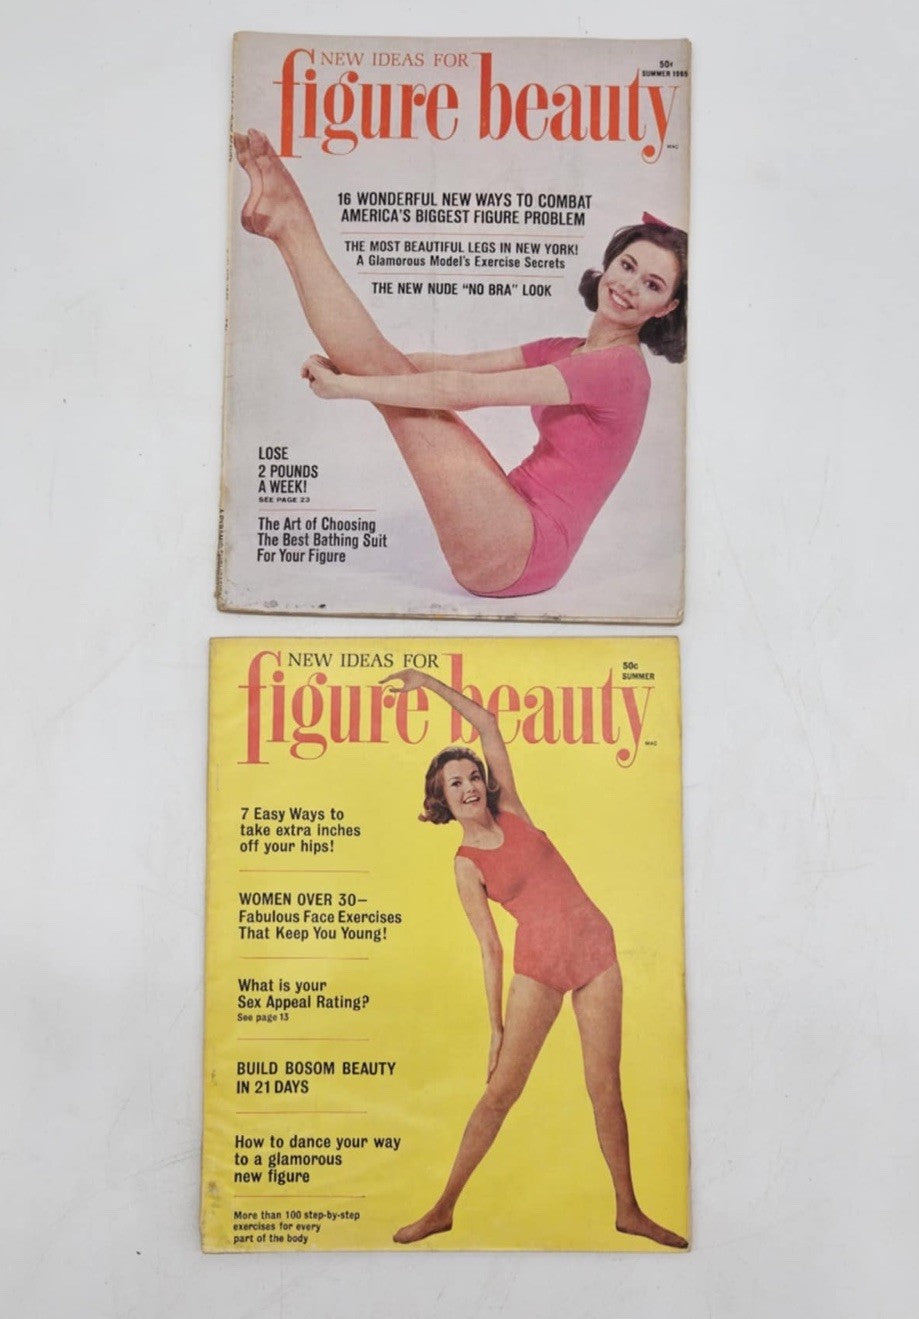 NEW IDEAS FOR
figure beauty
50¢
SUMMER 1965
MAC
16 WONDERFUL NEW WAYS TO COMBAT
AMERICA'S BIGGEST FIGURE PROBLEM
THE MOST BEAUTIFUL LEGS IN NEW YORK!
A Glamorous Model's Exercise Secrets
THE NEW NUDE "NO BRA" LOOK
LOSE
2 POUNDS
A WEEK!
SEE PAGE 23
The Art of Choosing
The Best Bathing Suit
For Your Figure
NEW IDEAS FOR
figure beauty
50c
SUMMER
MAC
7 Easy Ways to
take extra inches
off your hips!
WOMEN OVER 30—
Fabulous Face Exercises
That Keep You Young!
What is your
Sex Appeal Rating?
See page 13
BUILD BOSOM BEAUTY
IN 21 DAYS
How to dance your way
to a glamorous
new figure
More than 100 step-by-step
exercises for every
part of the body